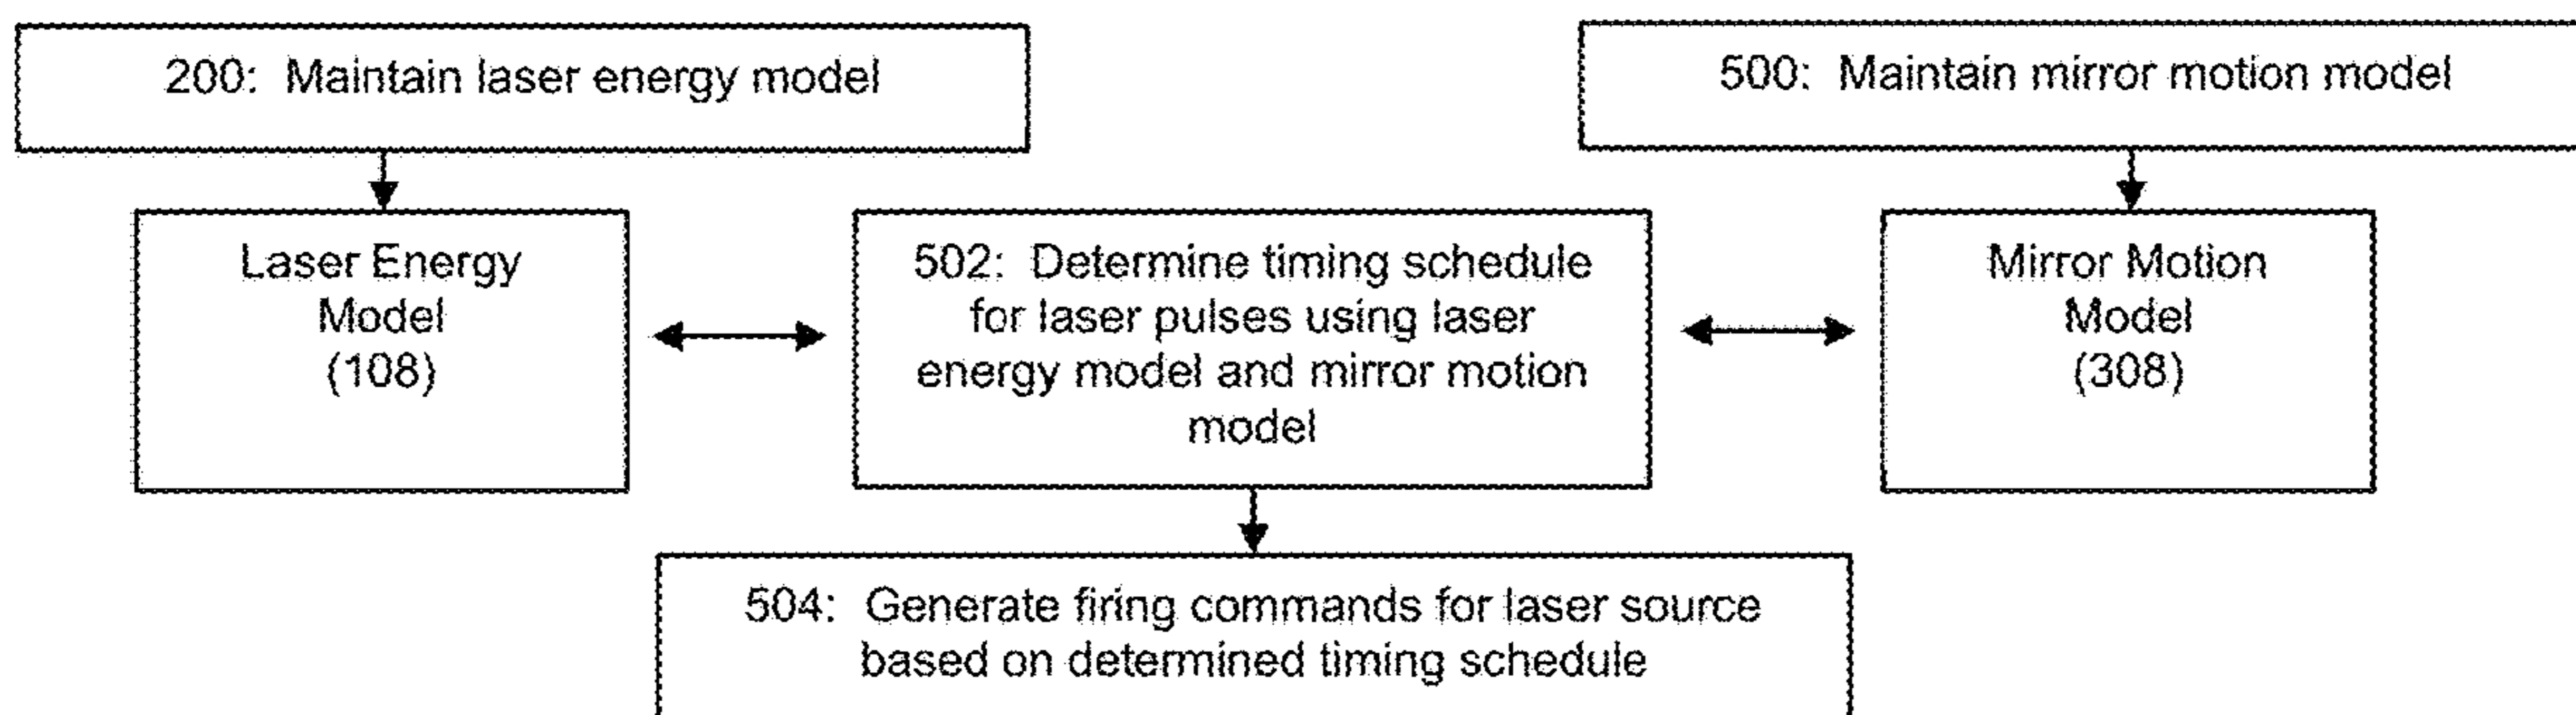 200: Maintain laser energy model
500: Maintain mirror motion model
Laser Energy
Model
(108)
502: Determine timing schedule
for laser pulses using laser
energy model and mirror motion
model
Mirror Motion
Model
(308)
504: Generate firing commands for laser source
based on determined timing schedule